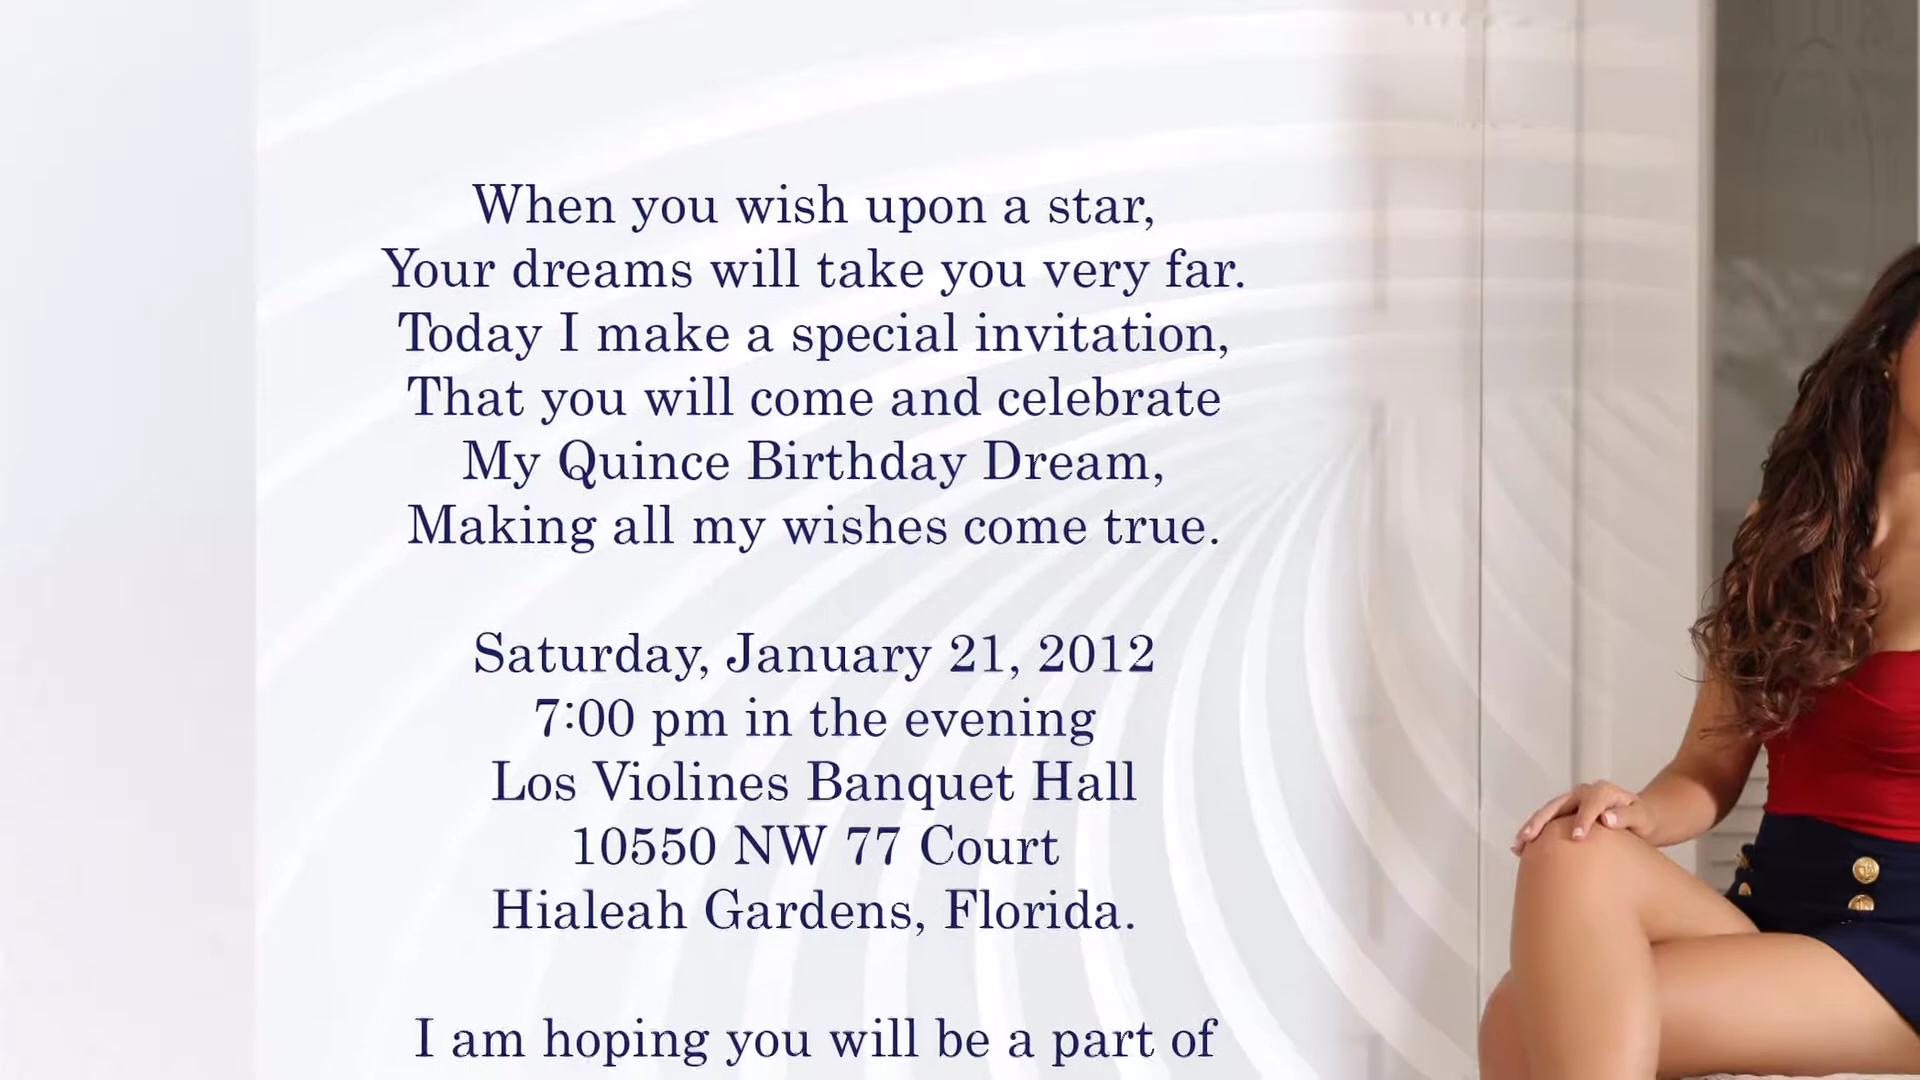 When you wish upon a star,
Your dreams will take you very far.
Today I make a special invitation,
That you will come and celebrate
My Quince Birthday Dream,
Making all my wishes come true.
Saturday, January 21, 2012
7:00 pm in the evening
Los Violines Banquet Hall
10550 NW 77 Court
Hialeah Gardens, Florida.
I am hoping you will be a part of